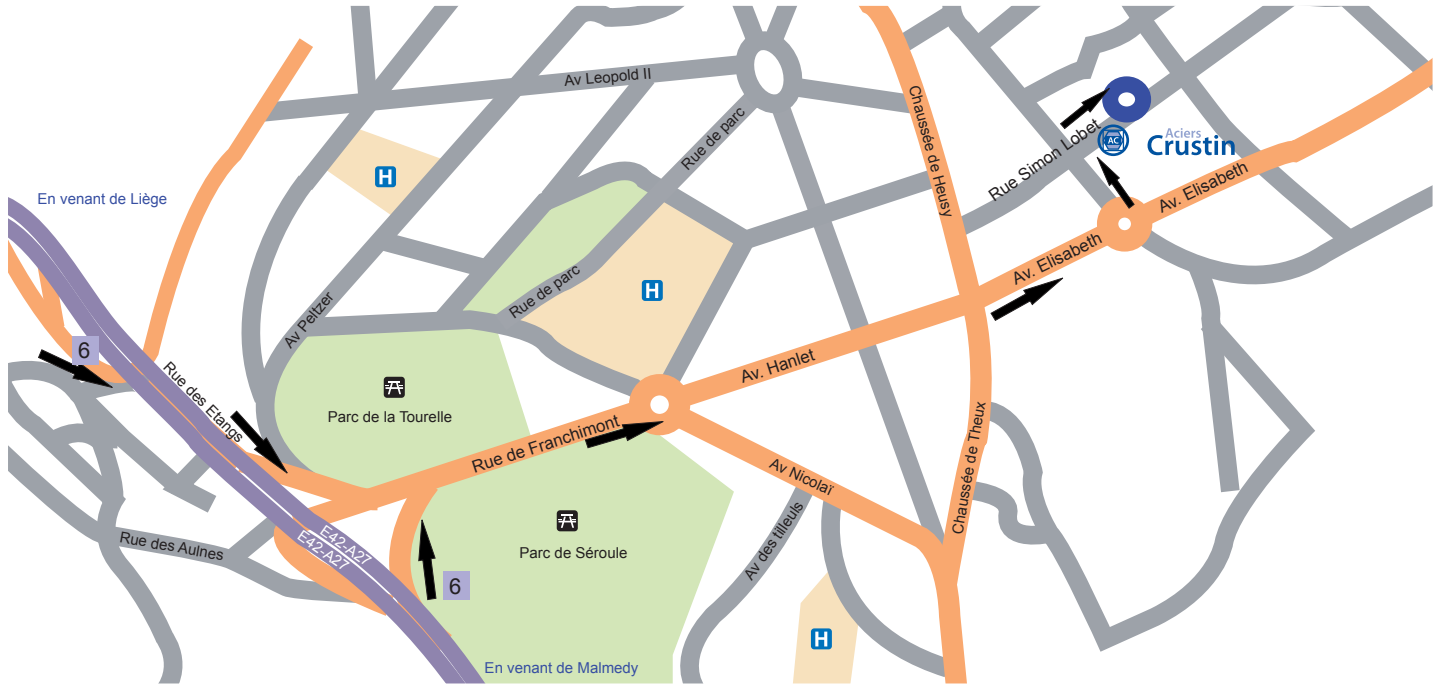 Av Leopold II
Rue de parc
Chaussée de Heusy
Rue Simon Lobet
AC
Aciers
Crustin
H
Av. Elisabeth
En venant de Liège
Av. Elisabeth
Rue de parc
H
Av Peltzer
6
Rue des Etangs
Av. Hanlet
Parc de la Tourelle
Rue de Franchimont
Chaussée de Theux
Av Nicolaï
Av des tilleuls
E42-A27
E42-A27
Rue des Aulnes
Parc de Séroule
6
H
En venant de Malmedy